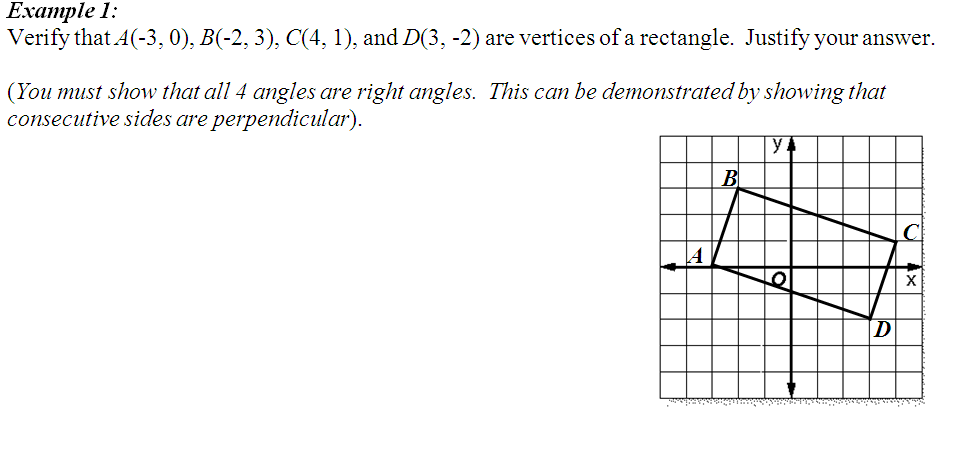 Example 1:
Verify that A(-3, 0), B(-2, 3), C(4, 1), and D(3, -2) are vertices of a rectangle. Justify your answer.
(You must show that all 4 angles are right angles. This can be demonstrated by showing that
consecutive sides are perpendicular).
y
B
C
A
O
x
D